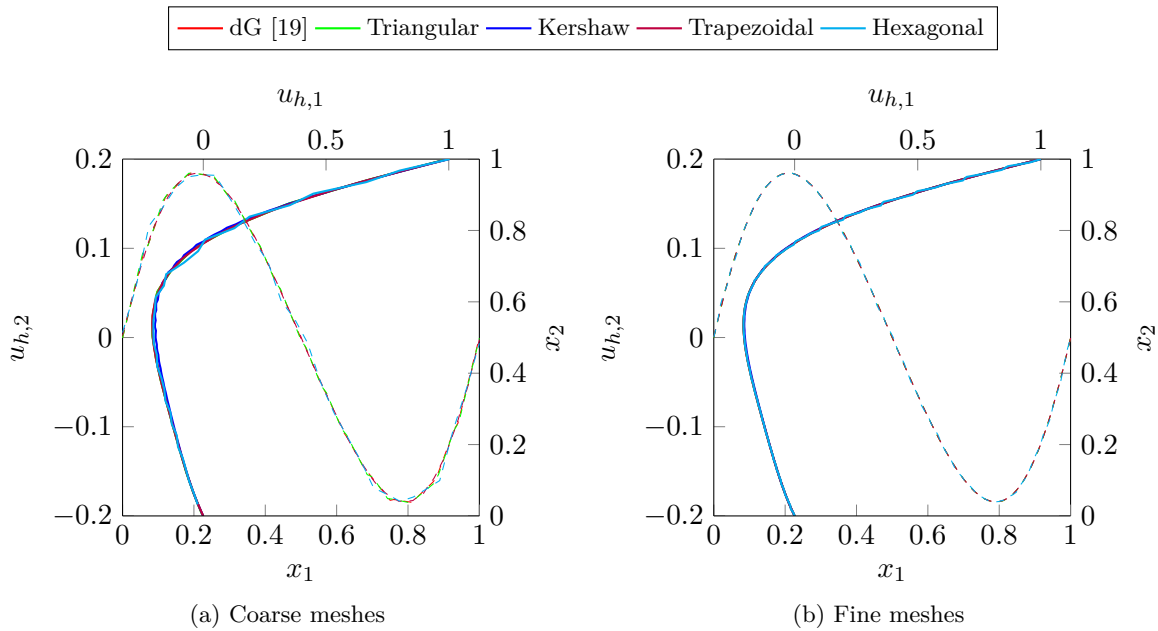 dG [19] Triangular Kershaw Trapezoidal Hexagonal
u_{h,1}
0 0.5 1
0.2
0.1
0
−0.1
−0.2
u_{h,2}
1
0.8
0.6
0.4
0.2
0
x_2
0 0.2 0.4 0.6 0.8 1
x_1
(a) Coarse meshes
u_{h,1}
0 0.5 1
0.2
0.1
0
−0.1
−0.2
u_{h,2}
1
0.8
0.6
0.4
0.2
0
x_2
0 0.2 0.4 0.6 0.8 1
x_1
(b) Fine meshes